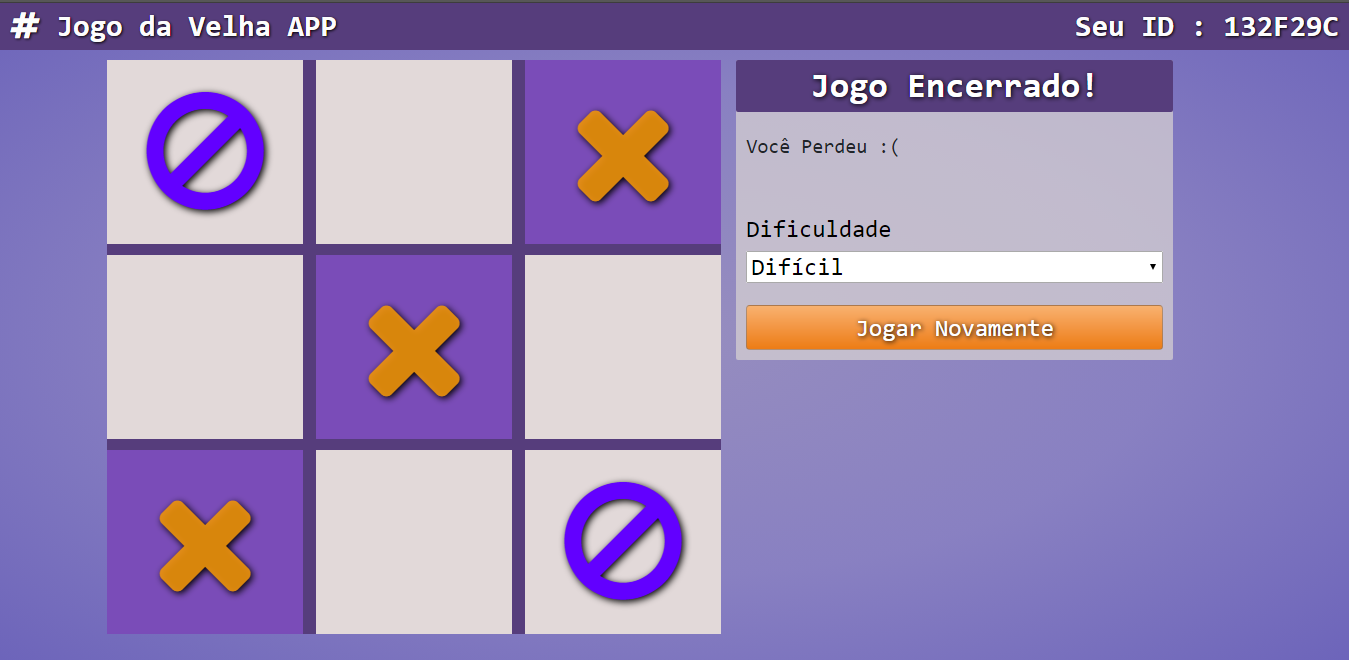 # Jogo da Velha APP
Seu ID : 132F29C
Jogo Encerrado!
Você Perdeu :(
Dificuldade
Difícil
Jogar Novamente